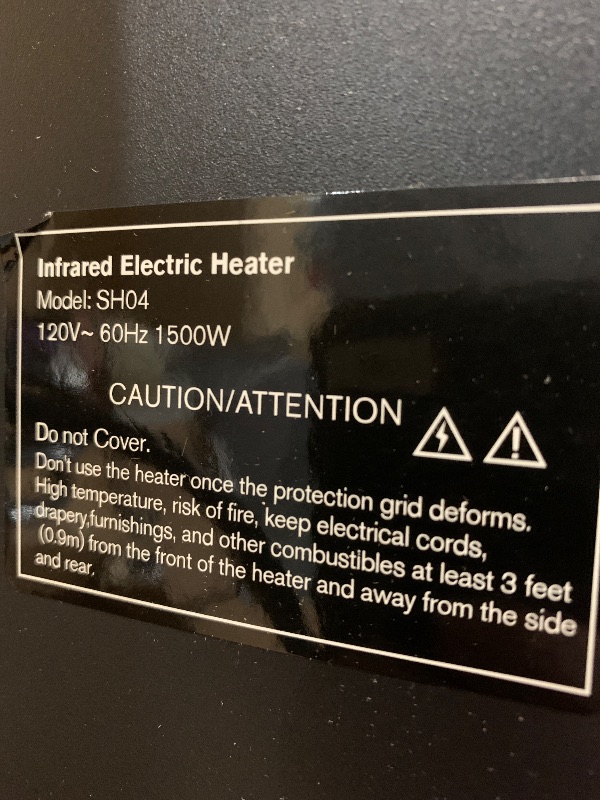 Infrared Electric Heater
Model: SH04
120V~ 60Hz 1500W
CAUTION/ATTENTION
Do not Cover.
Don't use the heater once the protection grid deforms.
High temperature, risk of fire, keep electrical cords,
drapery,furnishings, and other combustibles at least 3 feet
(0.9m) from the front of the heater and away from the side
and rear.